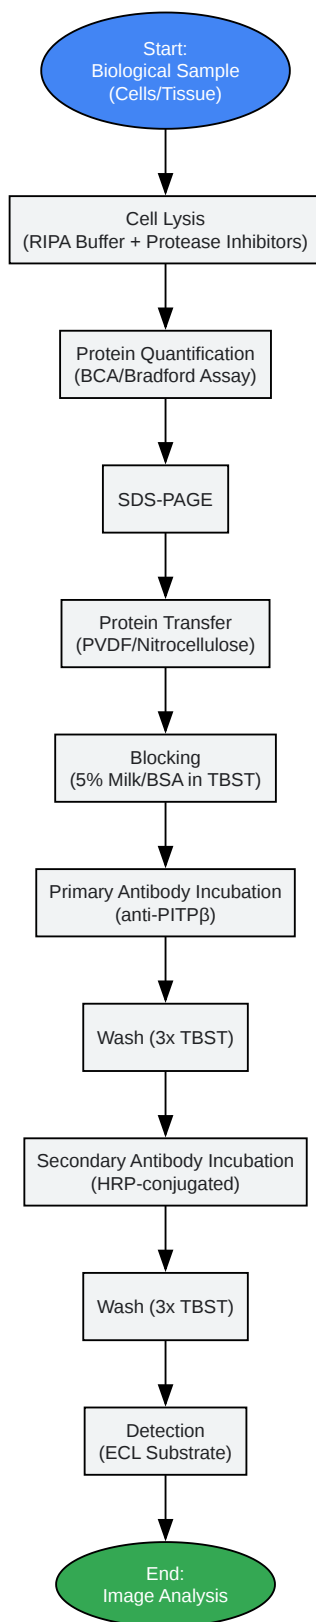 Start:
Biological Sample
(Cells/Tissue)
Cell Lysis
(RIPA Buffer + Protease Inhibitors)
Protein Quantification
(BCA/Bradford Assay)
SDS-PAGE
Protein Transfer
(PVDF/Nitrocellulose)
Blocking
(5% Milk/BSA in TBST)
Primary Antibody Incubation
(anti-PITPβ)
Wash (3x TBST)
Secondary Antibody Incubation
(HRP-conjugated)
Wash (3x TBST)
Detection
(ECL Substrate)
End:
Image Analysis